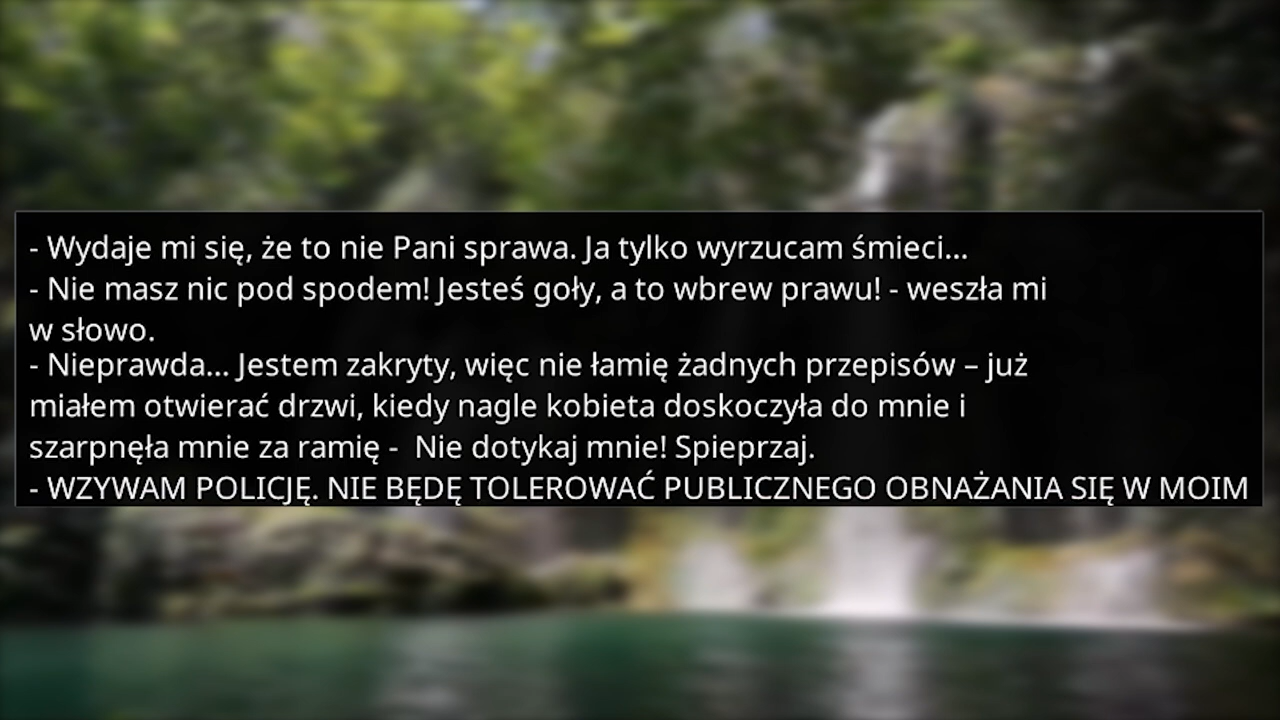 - Wydaje mi się, że to nie Pani sprawa. Ja tylko wyrzucam śmieci...
- Nie masz nic pod spodem! Jesteś goły, a to wbrew prawu! - weszła mi
w słowo.
- Nieprawda... Jestem zakryty, więc nie łamię żadnych przepisów – już
miałem otwierać drzwi, kiedy nagle kobieta doskoczyła do mnie i
szarpnęła mnie za ramię -  Nie dotykaj mnie! Spieprzaj.
- WZYWAM POLICJĘ. NIE BĘDĘ TOLEROWAĆ PUBLICZNEGO OBNAŻANIA SIĘ W MOIM